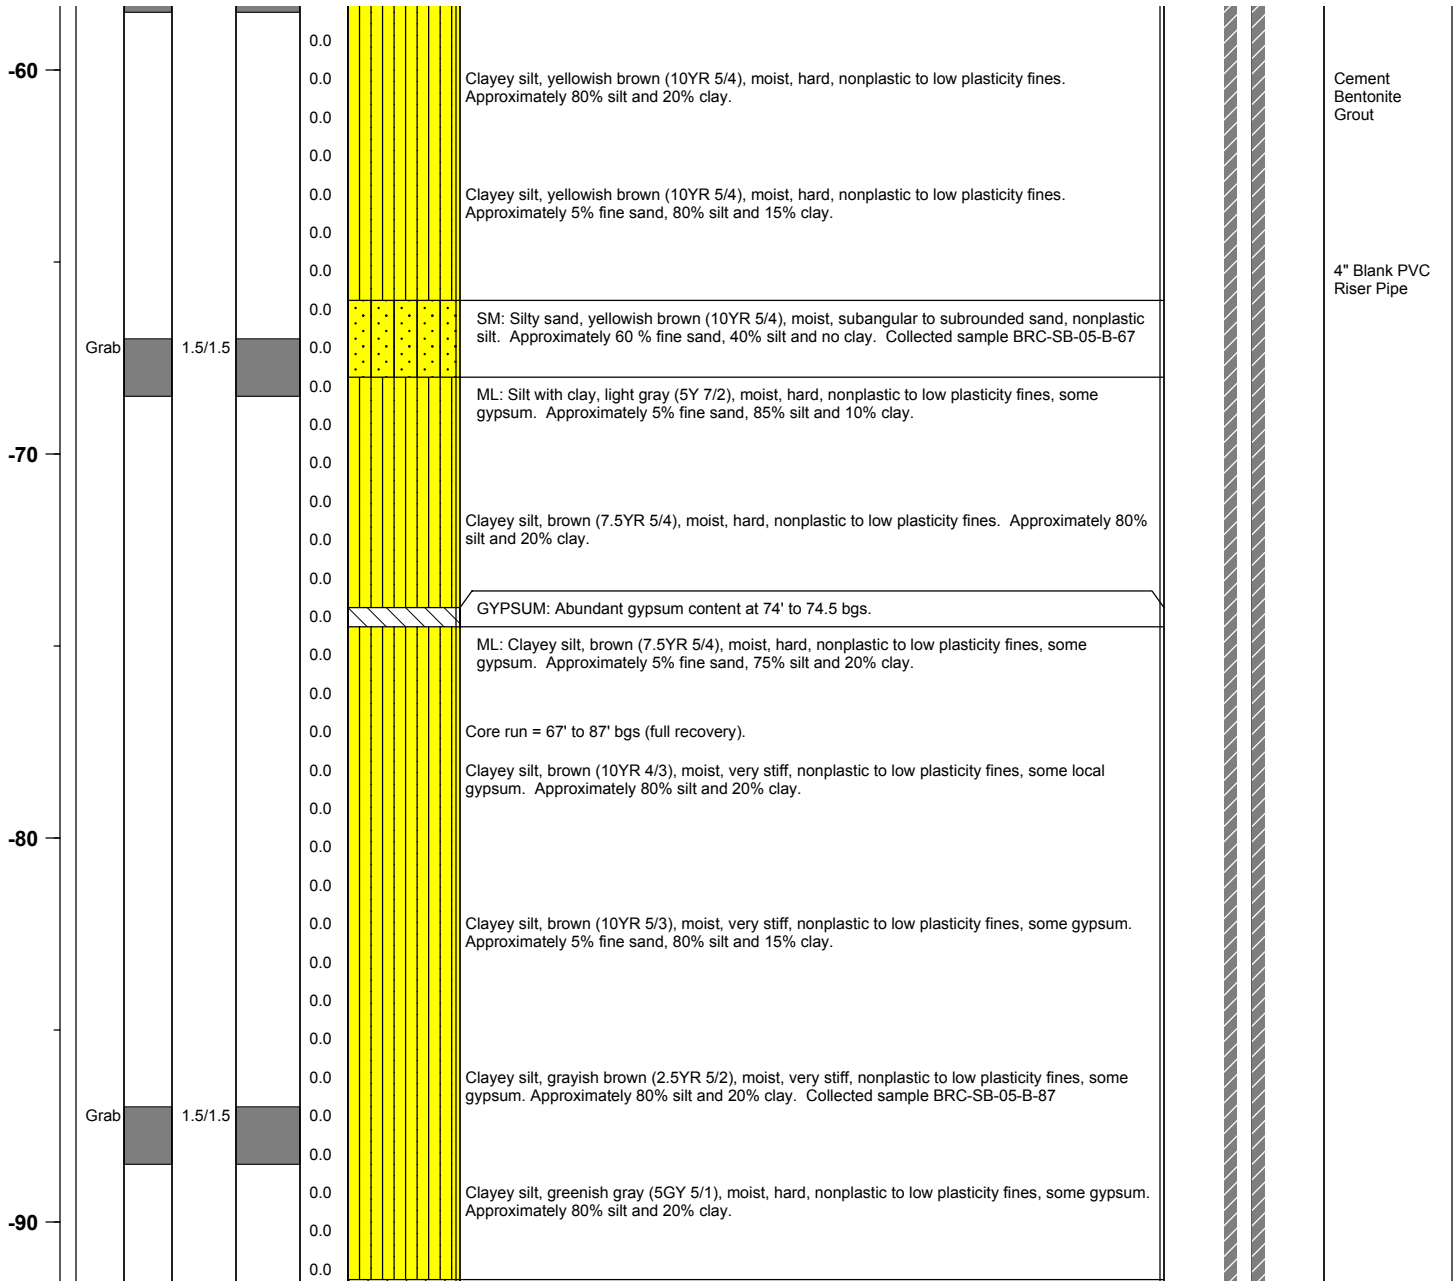 0.0
-60
0.0
Clayey silt, yellowish brown (10YR 5/4), moist, hard, nonplastic to low plasticity fines.
Approximately 80% silt and 20% clay.
Cement
Bentonite
Grout
0.0
0.0
0.0
Clayey silt, yellowish brown (10YR 5/4), moist, hard, nonplastic to low plasticity fines.
Approximately 5% fine sand, 80% silt and 15% clay.
0.0
0.0
4" Blank PVC
Riser Pipe
0.0
SM: Silty sand, yellowish brown (10YR 5/4), moist, subangular to subrounded sand, nonplastic
silt.  Approximately 60 % fine sand, 40% silt and no clay.  Collected sample BRC-SB-05-B-67
Grab
1.5/1.5
0.0
0.0
ML: Silt with clay, light gray (5Y 7/2), moist, hard, nonplastic to low plasticity fines, some
gypsum.  Approximately 5% fine sand, 85% silt and 10% clay.
0.0
-70
0.0
0.0
Clayey silt, brown (7.5YR 5/4), moist, hard, nonplastic to low plasticity fines.  Approximately 80%
silt and 20% clay.
0.0
0.0
0.0
GYPSUM: Abundant gypsum content at 74' to 74.5 bgs.
0.0
ML: Clayey silt, brown (7.5YR 5/4), moist, hard, nonplastic to low plasticity fines, some
gypsum.  Approximately 5% fine sand, 75% silt and 20% clay.
0.0
0.0
Core run = 67' to 87' bgs (full recovery).
0.0
Clayey silt, brown (10YR 4/3), moist, very stiff, nonplastic to low plasticity fines, some local
gypsum.  Approximately 80% silt and 20% clay.
0.0
-80
0.0
0.0
0.0
Clayey silt, brown (10YR 5/3), moist, very stiff, nonplastic to low plasticity fines, some gypsum.
Approximately 5% fine sand, 80% silt and 15% clay.
0.0
0.0
0.0
0.0
Clayey silt, grayish brown (2.5YR 5/2), moist, very stiff, nonplastic to low plasticity fines, some
gypsum. Approximately 80% silt and 20% clay.  Collected sample BRC-SB-05-B-87
Grab
1.5/1.5
0.0
0.0
0.0
Clayey silt, greenish gray (5GY 5/1), moist, hard, nonplastic to low plasticity fines, some gypsum.
Approximately 80% silt and 20% clay.
-90
0.0
0.0